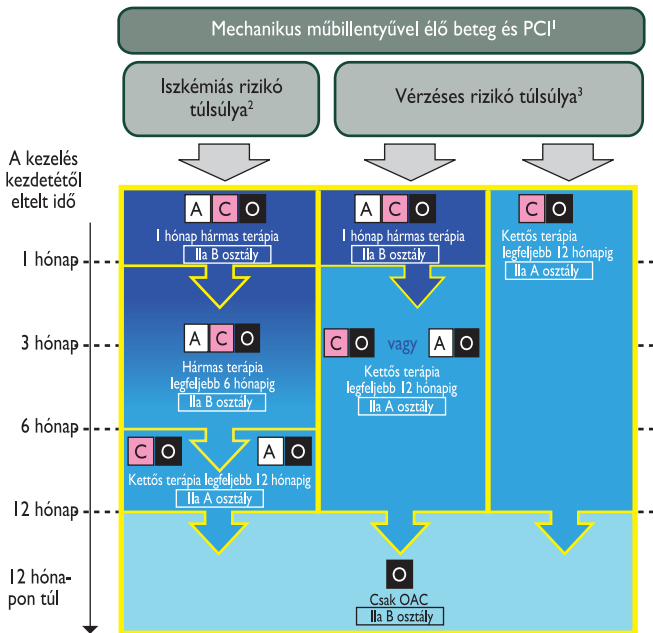 Mechanikus műbillentyűvel élő beteg és PCI¹
Iszkémiás rizikó
túlsúlya²
Vérzéses rizikó túlsúlya³
A kezelés
kezdetétől
eltelt idő
A C O
1 hónap hármas terápia
IIa B osztály
A C O
1 hónap hármas terápia
IIa B osztály
C O
Kettős terápia
legfeljebb 12 hónapig
IIa A osztály
1 hónap
3 hónap
A C O
Hármas terápia
legfeljebb 6 hónapig
IIa B osztály
C O vagy A O
Kettős terápia
legfeljebb 12 hónapig
IIa A osztály
6 hónap
C O A O
Kettős terápia legfeljebb 12 hónapig
IIa A osztály
12 hónap
12 hóna-
pon túl
O
Csak OAC
IIa B osztály